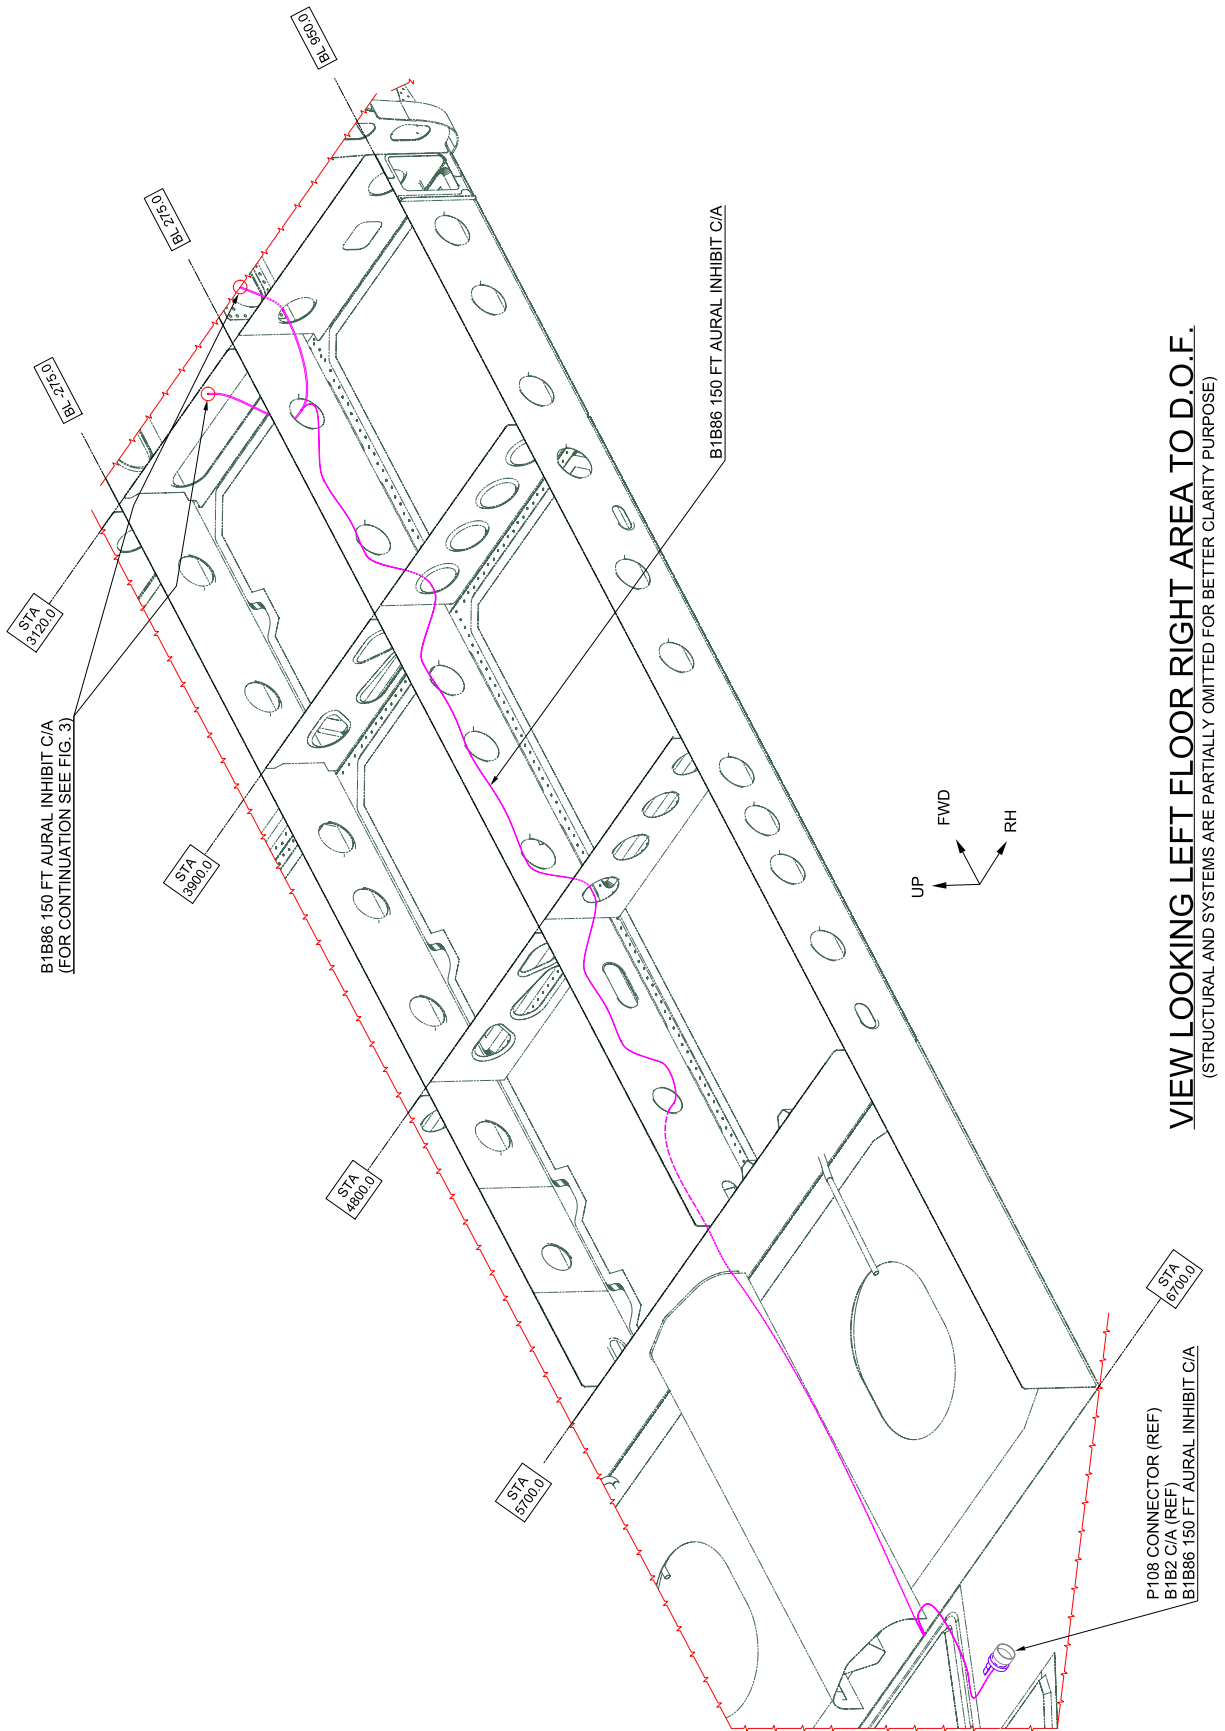 BL 950.0
BL 275.0
BL -275.0
STA
3120.0
B1B86 150 FT AURAL INHIBIT C/A
(FOR CONTINUATION SEE FIG. 3)
STA
3900.0
B1B86 150 FT AURAL INHIBIT C/A
STA
4800.0
UP
FWD
RH
STA
5700.0
STA
6700.0
P108 CONNECTOR (REF)
B1B2 C/A (REF)
B1B86 150 FT AURAL INHIBIT C/A
VIEW LOOKING LEFT FLOOR RIGHT AREA TO D.O.F.
(STRUCTURAL AND SYSTEMS ARE PARTIALLY OMITTED FOR BETTER CLARITY PURPOSE)